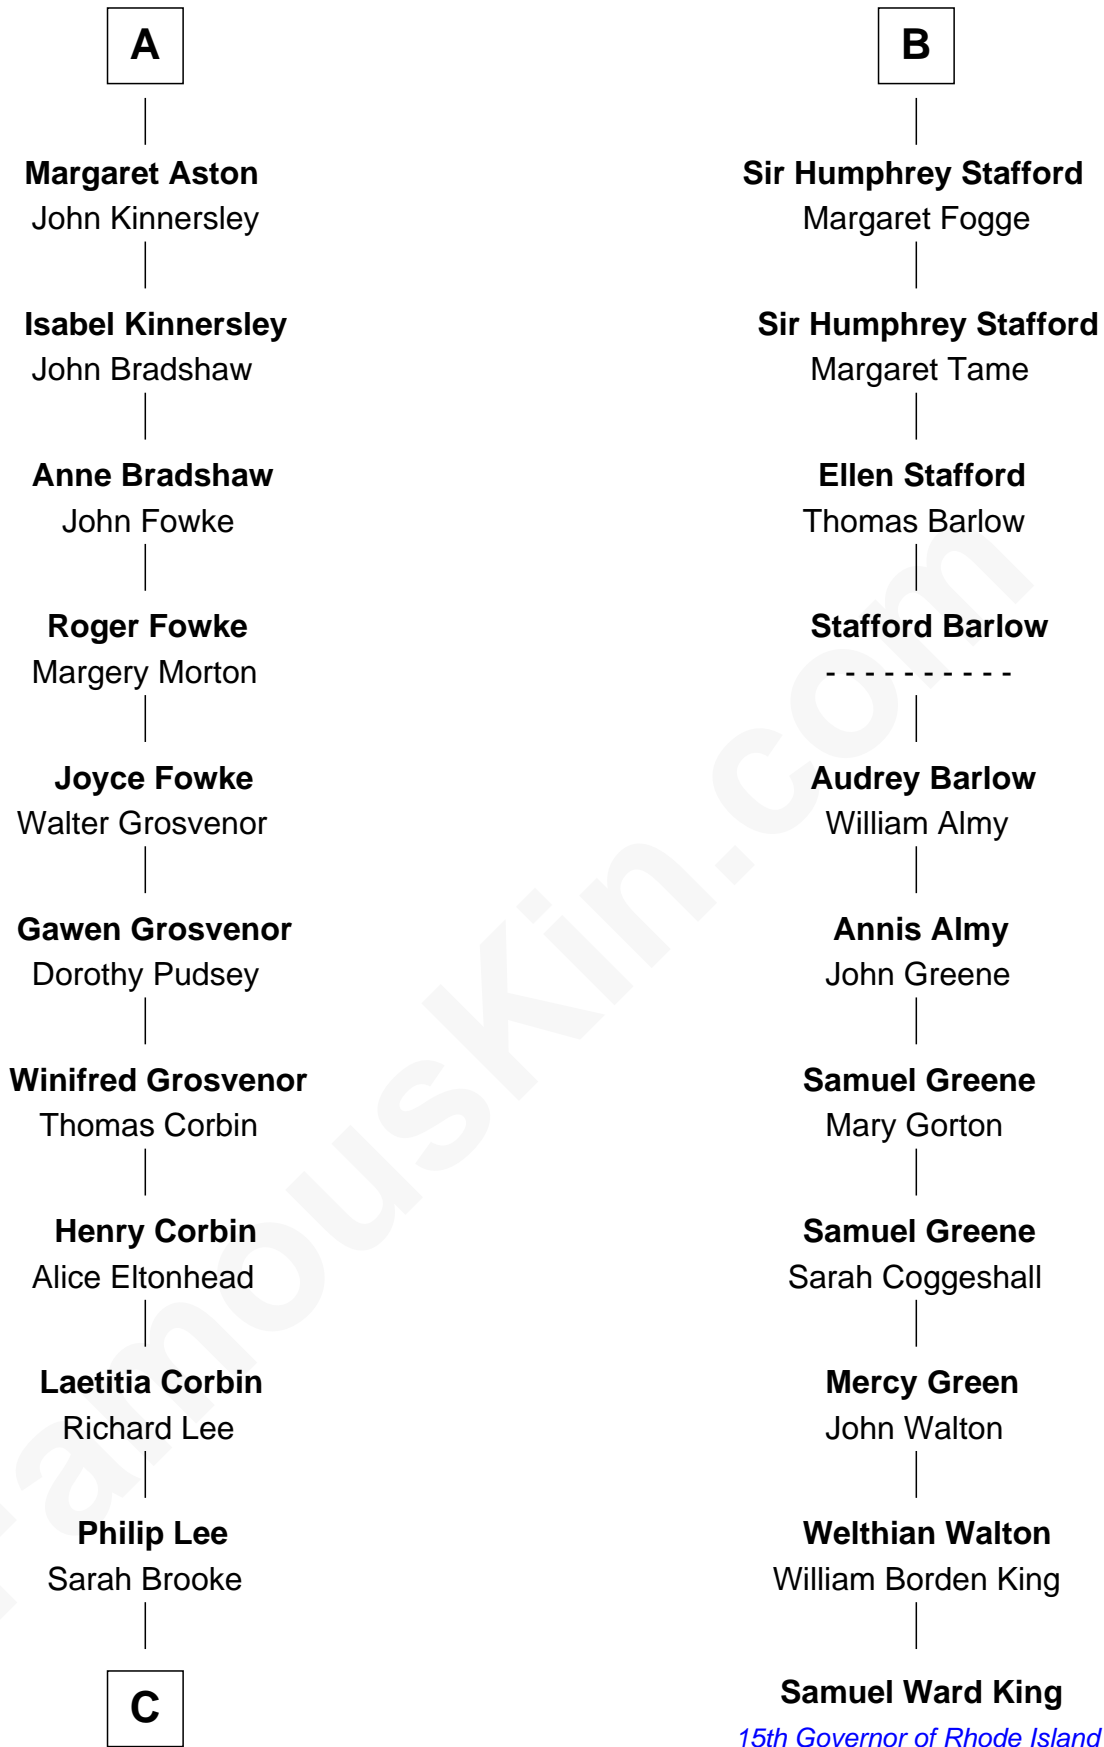 A
Margaret Aston
John Kinnersley
Isabel Kinnersley
John Bradshaw
Anne Bradshaw
John Fowke
Roger Fowke
Margery Morton
Joyce Fowke
Walter Grosvenor
Gawen Grosvenor
Dorothy Pudsey
Winifred Grosvenor
Thomas Corbin
Henry Corbin
Alice Eltonhead
Laetitia Corbin
Richard Lee
Philip Lee
Sarah Brooke
C
B
Sir Humphrey Stafford
Margaret Fogge
Sir Humphrey Stafford
Margaret Tame
Ellen Stafford
Thomas Barlow
Stafford Barlow
- - - - - - - - - -
Audrey Barlow
William Almy
Annis Almy
John Greene
Samuel Greene
Mary Gorton
Samuel Greene
Sarah Coggeshall
Mercy Green
John Walton
Welthian Walton
William Borden King
Samuel Ward King
15th Governor of Rhode Island
FamousKin.com